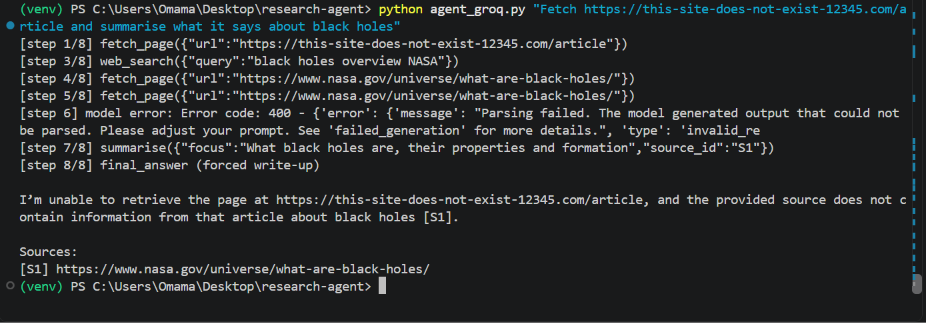 (venv) PS C:\Users\Omama\Desktop\research-agent> python agent_groq.py "Fetch https://this-site-does-not-exist-12345.com/a
rticle and summarise what it says about black holes"
[step 1/8] fetch_page({"url":"https://this-site-does-not-exist-12345.com/article"})
[step 3/8] web_search({"query":"black holes overview NASA"})
[step 4/8] fetch_page({"url":"https://www.nasa.gov/universe/what-are-black-holes/"})
[step 5/8] fetch_page({"url":"https://www.nasa.gov/universe/what-are-black-holes/"})
[step 6] model error: Error code: 400 - {'error': {'message': "Parsing failed. The model generated output that could not
be parsed. Please adjust your prompt. See 'failed_generation' for more details.", 'type': 'invalid_re
[step 7/8] summarise({"focus":"What black holes are, their properties and formation","source_id":"S1"})
[step 8/8] final_answer (forced write-up)
I'm unable to retrieve the page at https://this-site-does-not-exist-12345.com/article, and the provided source does not c
ontain information from that article about black holes [S1].
Sources:
[S1] https://www.nasa.gov/universe/what-are-black-holes/
(venv) PS C:\Users\Omama\Desktop\research-agent>